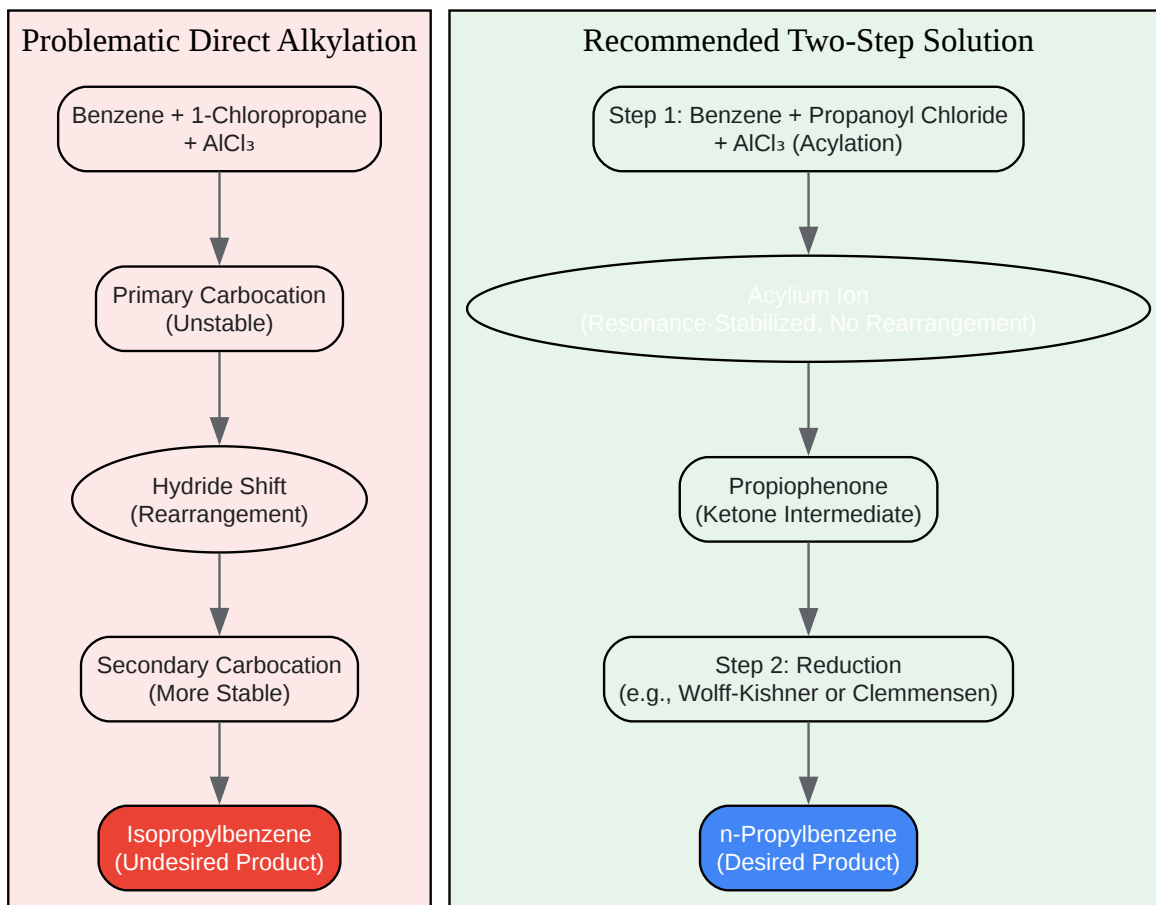 Problematic Direct Alkylation
Benzene + 1-Chloropropane
+ AlCl₃
Primary Carbocation
(Unstable)
Hydride Shift
(Rearrangement)
Secondary Carbocation
(More Stable)
Isopropylbenzene
(Undesired Product)
Recommended Two-Step Solution
Step 1: Benzene + Propanoyl Chloride
+ AlCl₃ (Acylation)
Acylium Ion
(Resonance-Stabilized, No Rearrangement)
Propiophenone
(Ketone Intermediate)
Step 2: Reduction
(e.g., Wolff-Kishner or Clemmensen)
n-Propylbenzene
(Desired Product)